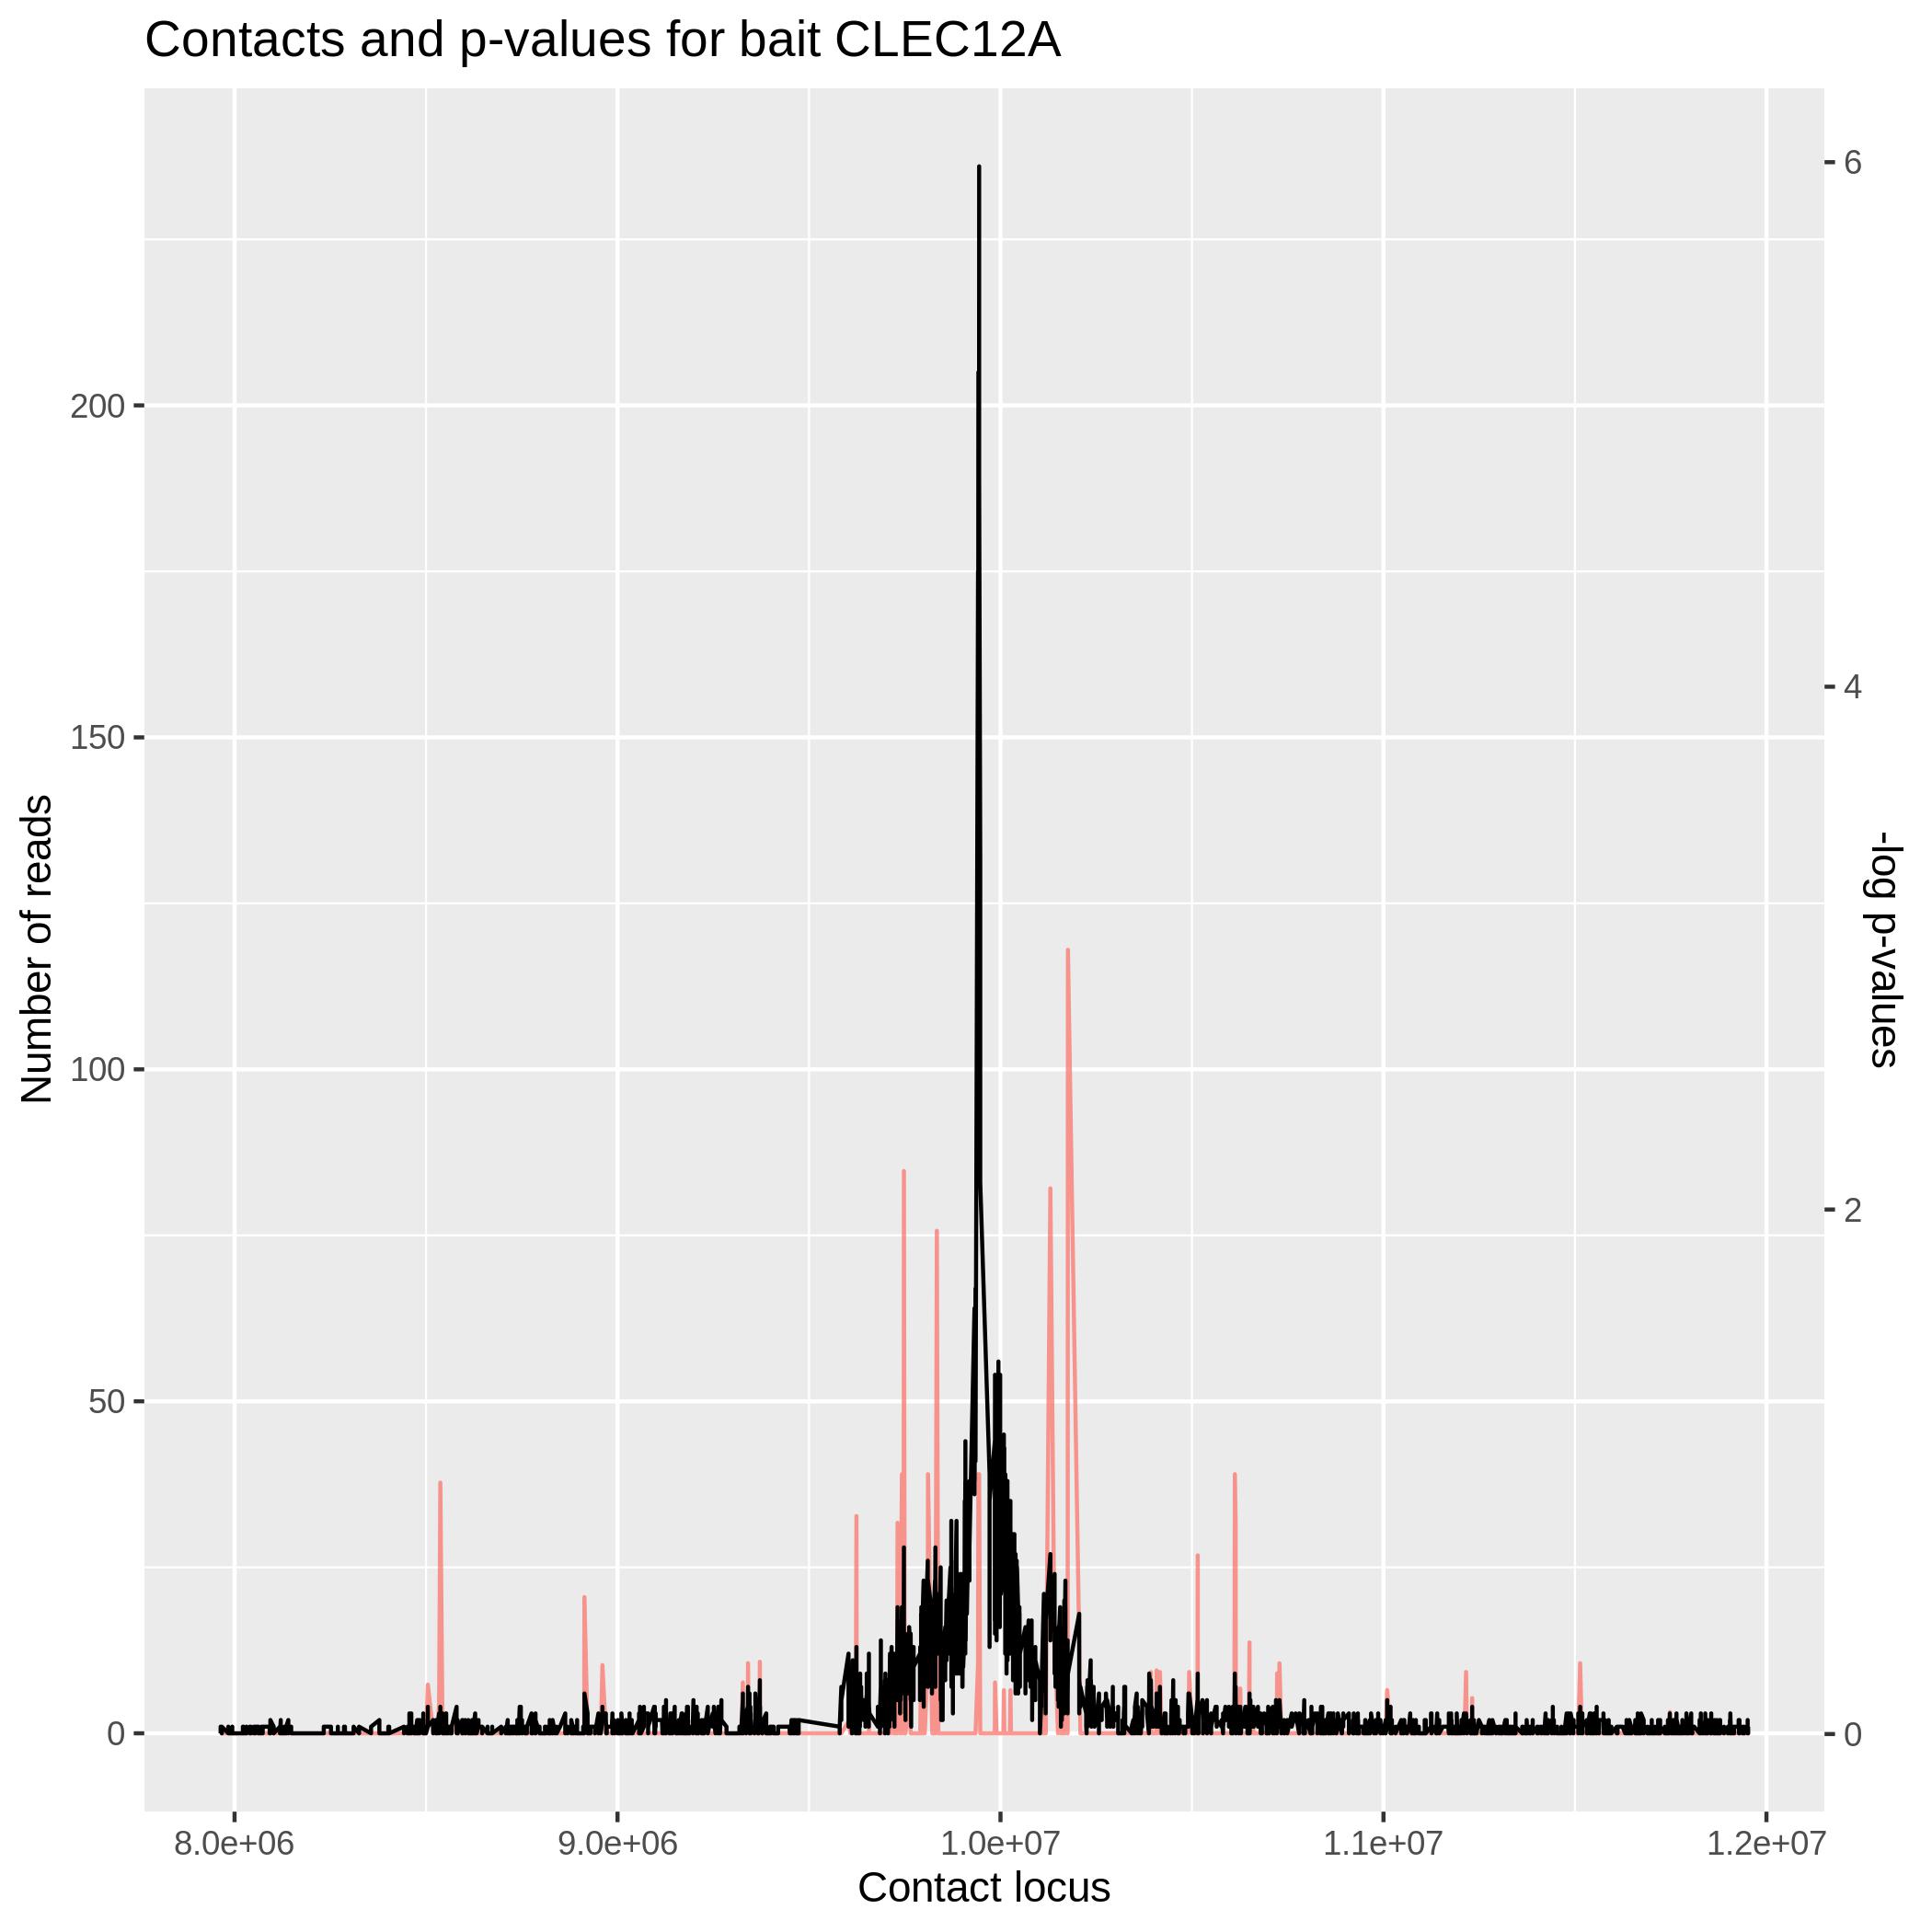 Contacts and p-values for bait CLEC12A
Number of reads
200
150
100
50
0
6
4
2
0
-log p-values
8.0e+06
9.0e+06
1.0e+07
1.1e+07
1.2e+07
Contact locus